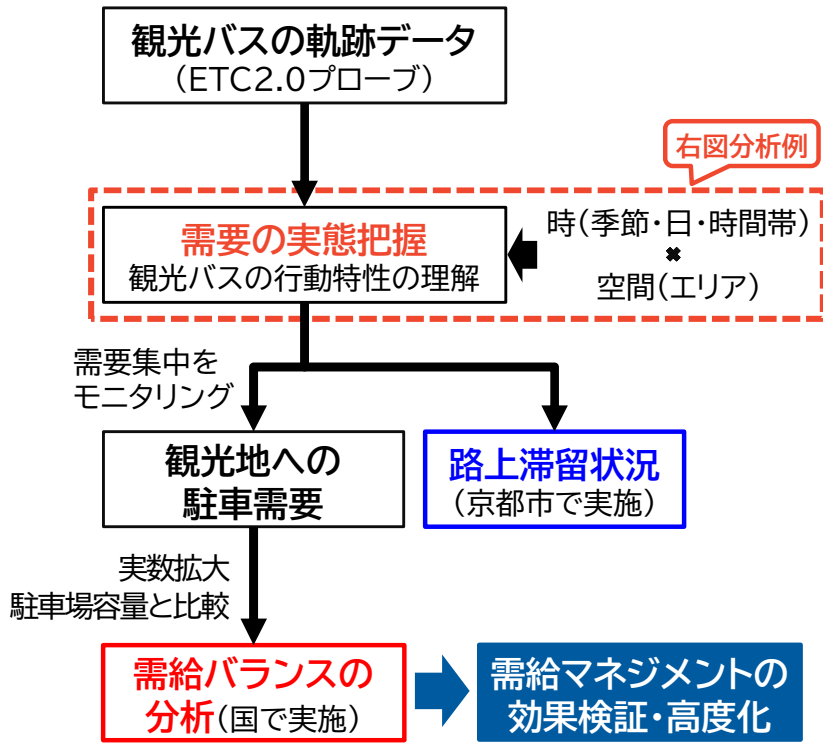 観光バスの軌跡データ
（ETC2.0プローブ）
右図分析例
需要の実態把握
観光バスの行動特性の理解
時（季節・日・時間帯）
✖
空間（エリア）
需要集中を
モニタリング
観光地への
駐車需要
路上滞留状況
（京都市で実施）
実数拡大
駐車場容量と比較
需給バランスの
分析（国で実施）
需給マネジメントの
効果検証・高度化